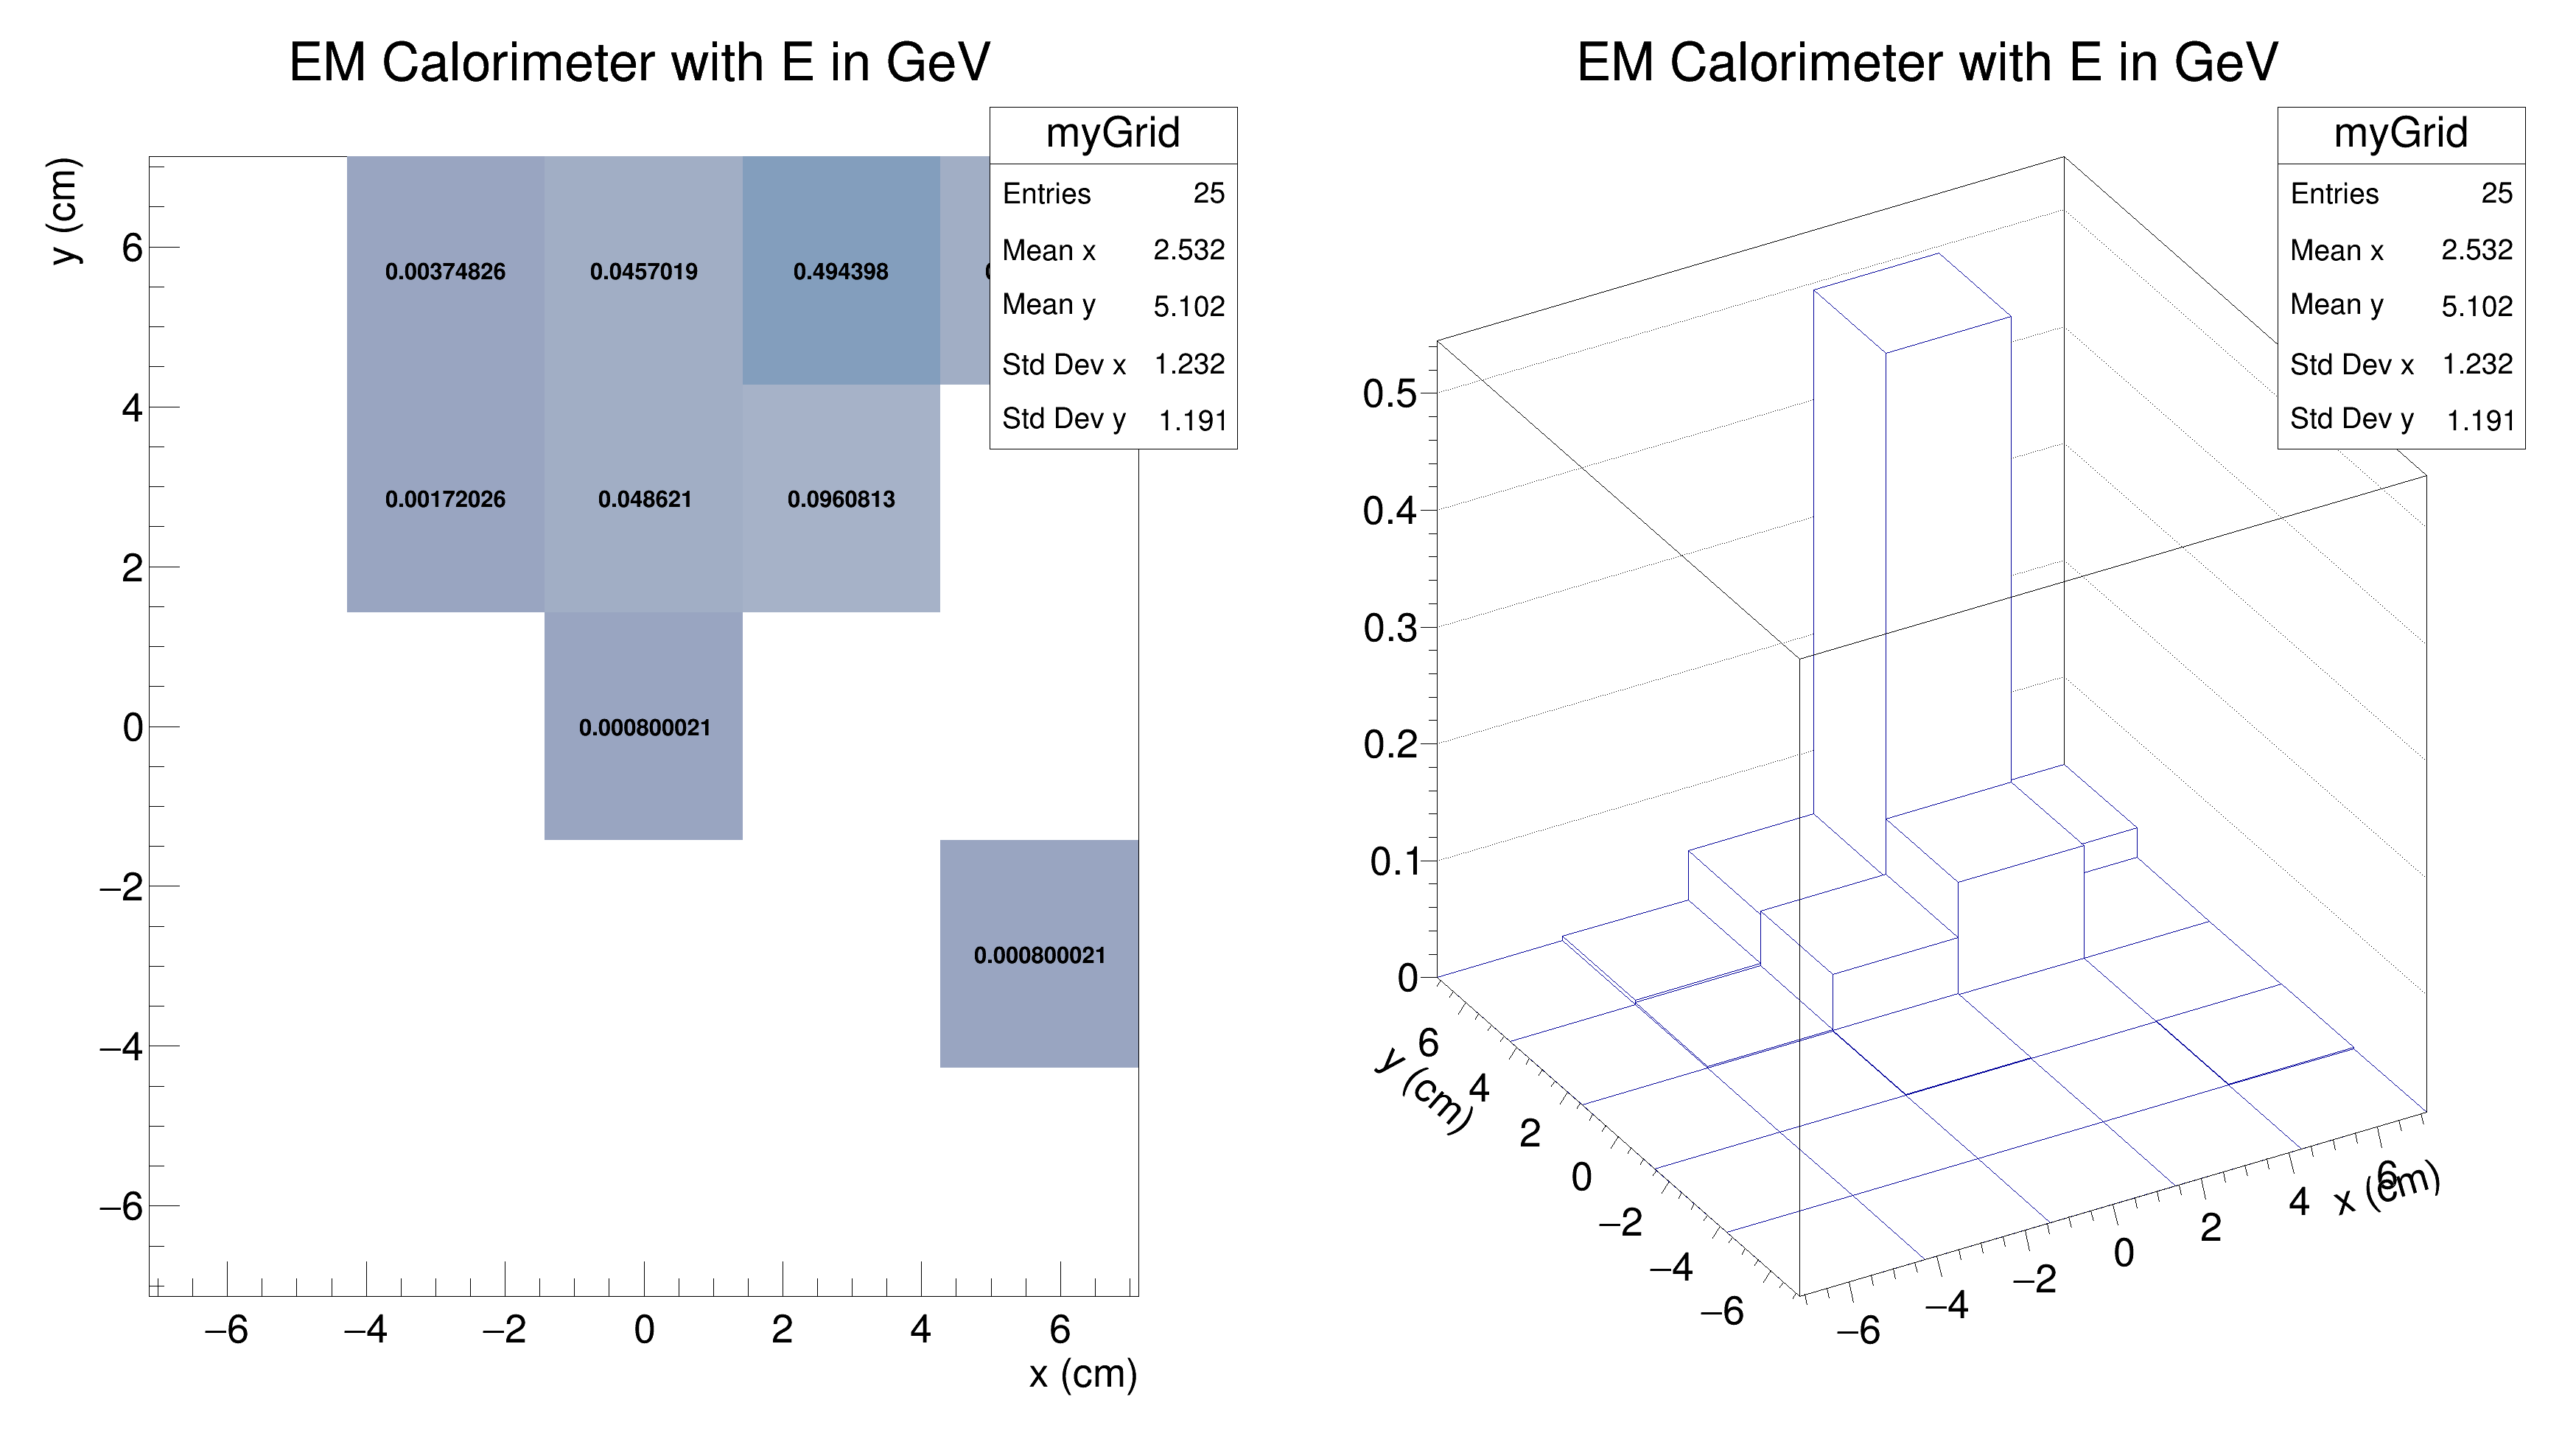 EM Calorimeter with E in GeV
myGrid
Entries 25
Mean x 2.532
Mean y 5.102
Std Dev x 1.232
Std Dev y 1.191
y (cm)
6
4
2
0
−2
−4
−6
0.00374826 0.0457019 0.494398
0.00172026 0.048621 0.0960813
0.000800021
0.000800021
−6 −4 −2 0 2 4 6
x (cm)
EM Calorimeter with E in GeV
myGrid
Entries 25
Mean x 2.532
Mean y 5.102
Std Dev x 1.232
Std Dev y 1.191
0.5
0.4
0.3
0.2
0.1
0
6
4
2
0
−2
−4
−6
y (cm)
−6
−4
−2
0
2
4
6
x (cm)